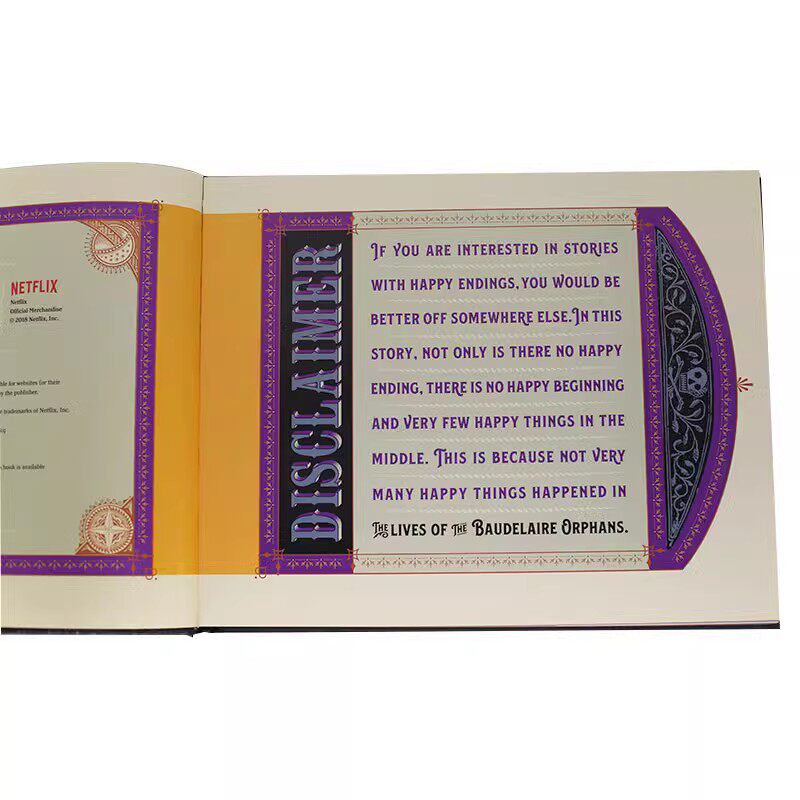 NETFLIX
Netflix
Official Merchandise
© 2018 Netflix, Inc.
ble for websites (or their
by the publisher.
trademarks of Netflix, Inc.
book is available
DISCLAIMER
IF YOU ARE INTERESTED IN STORIES
WITH HAPPY ENDINGS, YOU WOULD BE
BETTER OFF SOMEWHERE ELSE. IN THIS
STORY, NOT ONLY IS THERE NO HAPPY
ENDING, THERE IS NO HAPPY BEGINNING
AND VERY FEW HAPPY THINGS IN THE
MIDDLE. THIS IS BECAUSE NOT VERY
MANY HAPPY THINGS HAPPENED IN
THE LIVES OF THE BAUDELAIRE ORPHANS.